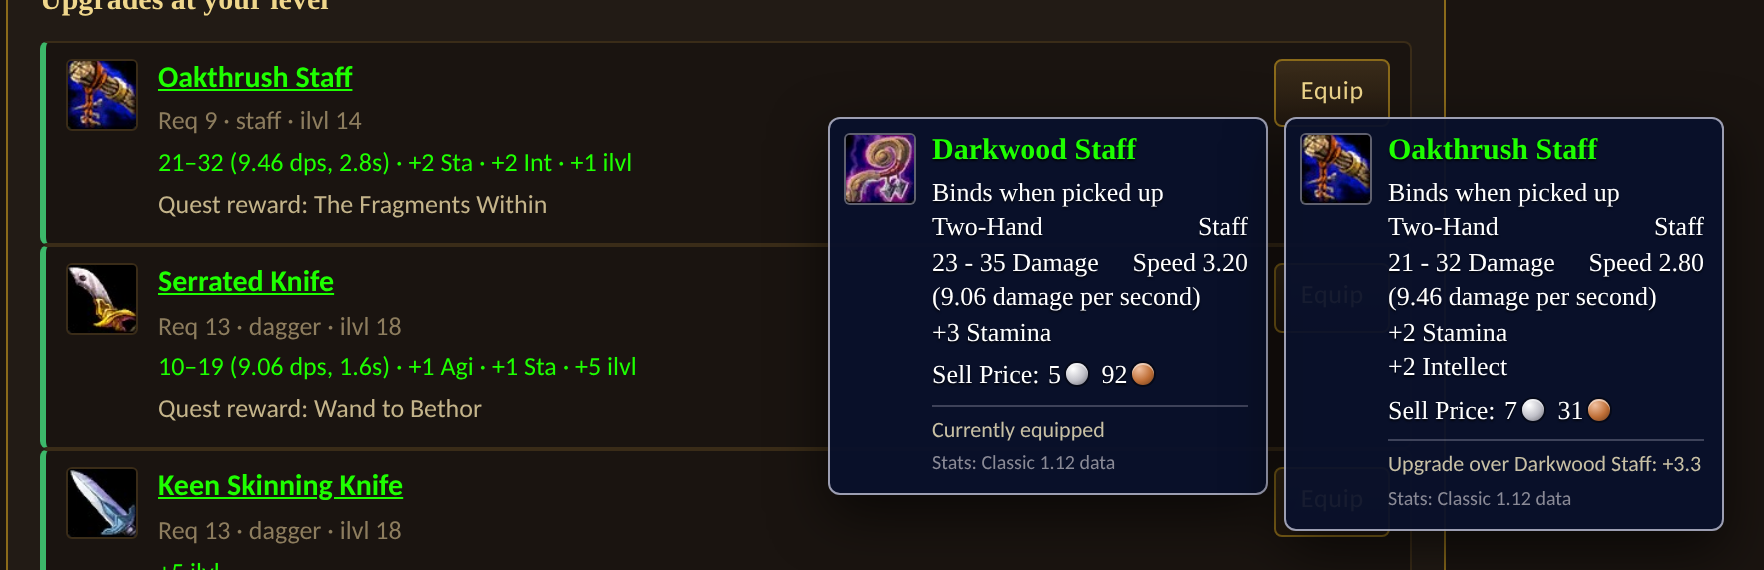 Upgrades at your level
Oakthrush Staff
Req 9 · staff · ilvl 14
21–32 (9.46 dps, 2.8s) · +2 Sta · +2 Int · +1 ilvl
Quest reward: The Fragments Within
Equip
Serrated Knife
Req 13 · dagger · ilvl 18
10–19 (9.06 dps, 1.6s) · +1 Agi · +1 Sta · +5 ilvl
Quest reward: Wand to Bethor
Equip
Keen Skinning Knife
Req 13 · dagger · ilvl 18
+5 ilvl
Equip
Darkwood Staff
Binds when picked up
Two-Hand Staff
23 - 35 Damage Speed 3.20
(9.06 damage per second)
+3 Stamina
Sell Price: 5 92
Currently equipped
Stats: Classic 1.12 data
Oakthrush Staff
Binds when picked up
Two-Hand Staff
21 - 32 Damage Speed 2.80
(9.46 damage per second)
+2 Stamina
+2 Intellect
Sell Price: 7 31
Upgrade over Darkwood Staff: +3.3
Stats: Classic 1.12 data